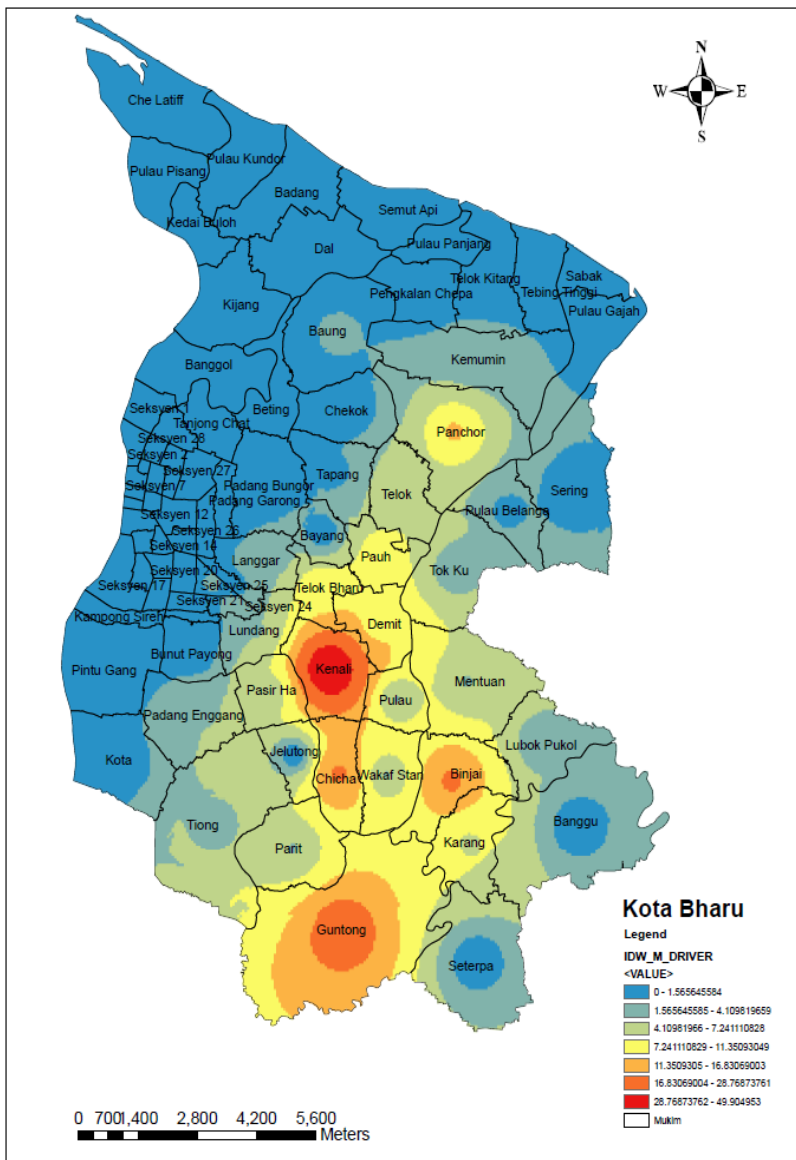 N
W E
S
Che Latiff
Pulau Kundor
Pulau Pisang
Badang
Semut Api
Kedai Buloh
Dal
Pulau Panjang
Telok Kitang
Sabak
Pengkalan Chepa
Tebing Tinggi
Kijang
Pulau Gajah
Baung
Kemumin
Banggol
Seksyen 1
Beting
Chekok
Tanjong Chat
Seksyen 28
Panchor
Seksyen 2
Seksyen 27
Tapang
Seksyen 7
Padang Bungor
Telok
Sering
Padang Garong
Seksyen 12
Pulau Belanga
Seksyen 26
Bayang
Seksyen 14
Pauh
Langgar
Seksyen 20
Tok Ku
Seksyen 17
Seksyen 25
Telok Bharu
Seksyen 21
Seksyen 24
Kampong Sireh
Demit
Lundang
Bunut Payong
Pintu Gang
Kenali
Mentuan
Pasir Ha
Pulau
Padang Enggang
Lubok Pukol
Kota
Jelutong
Chicha
Wakaf Stan
Binjai
Banggu
Tiong
Karang
Parit
Guntong
Seterpa
Kota Bharu
Legend
IDW_M_DRIVER
<VALUE>
0 - 1.565645584
1.565645585 - 4.109819659
4.10981966 - 7.241110828
7.241110829 - 11.35093049
11.3509305 - 16.83069003
16.83069004 - 28.76873761
28.76873762 - 49.904953
Mukim
0 700 1,400 2,800 4,200 5,600
Meters